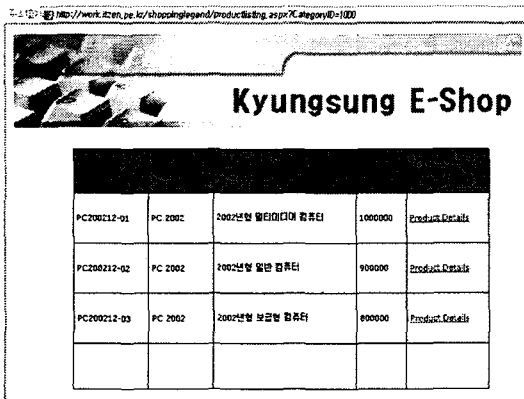 http://work.itzen.pe.kr/shoppinglegend/productlisting.aspx?CategoryID=1000
Kyungsung E-Shop
PC200212-01 PC 2002 2002년형 멀티미디어 컴퓨터 1000000 Product Details
PC200212-02 PC 2002 2002년형 일반 컴퓨터 900000 Product Details
PC200212-03 PC 2002 2002년형 보급형 컴퓨터 800000 Product Details